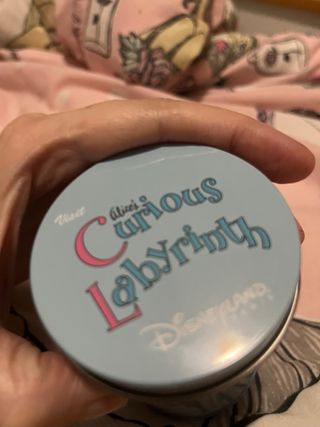 Visit
Alice's
Curious
Labyrinth
Disneyland